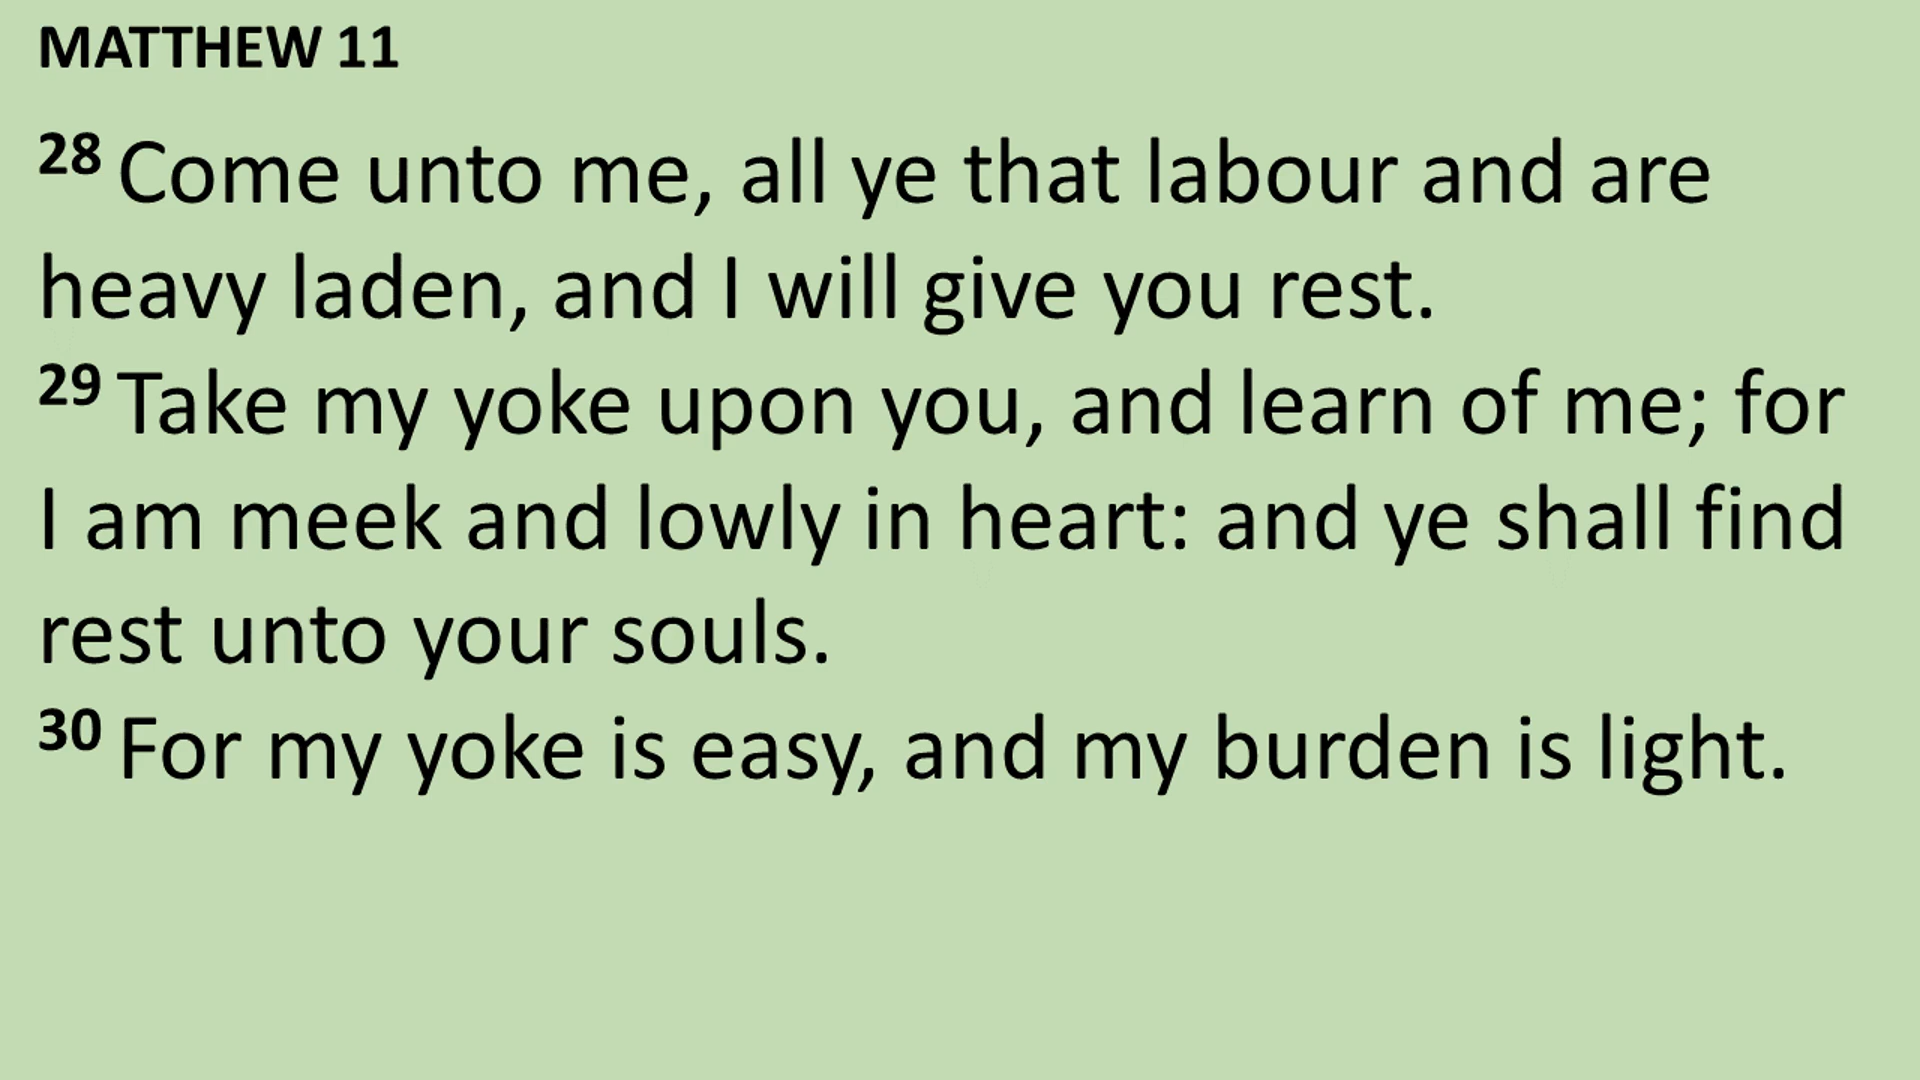 MATTHEW 11
28 Come unto me, all ye that labour and are
heavy laden, and I will give you rest.
29 Take my yoke upon you, and learn of me; for
I am meek and lowly in heart: and ye shall find
rest unto your souls.
30 For my yoke is easy, and my burden is light.